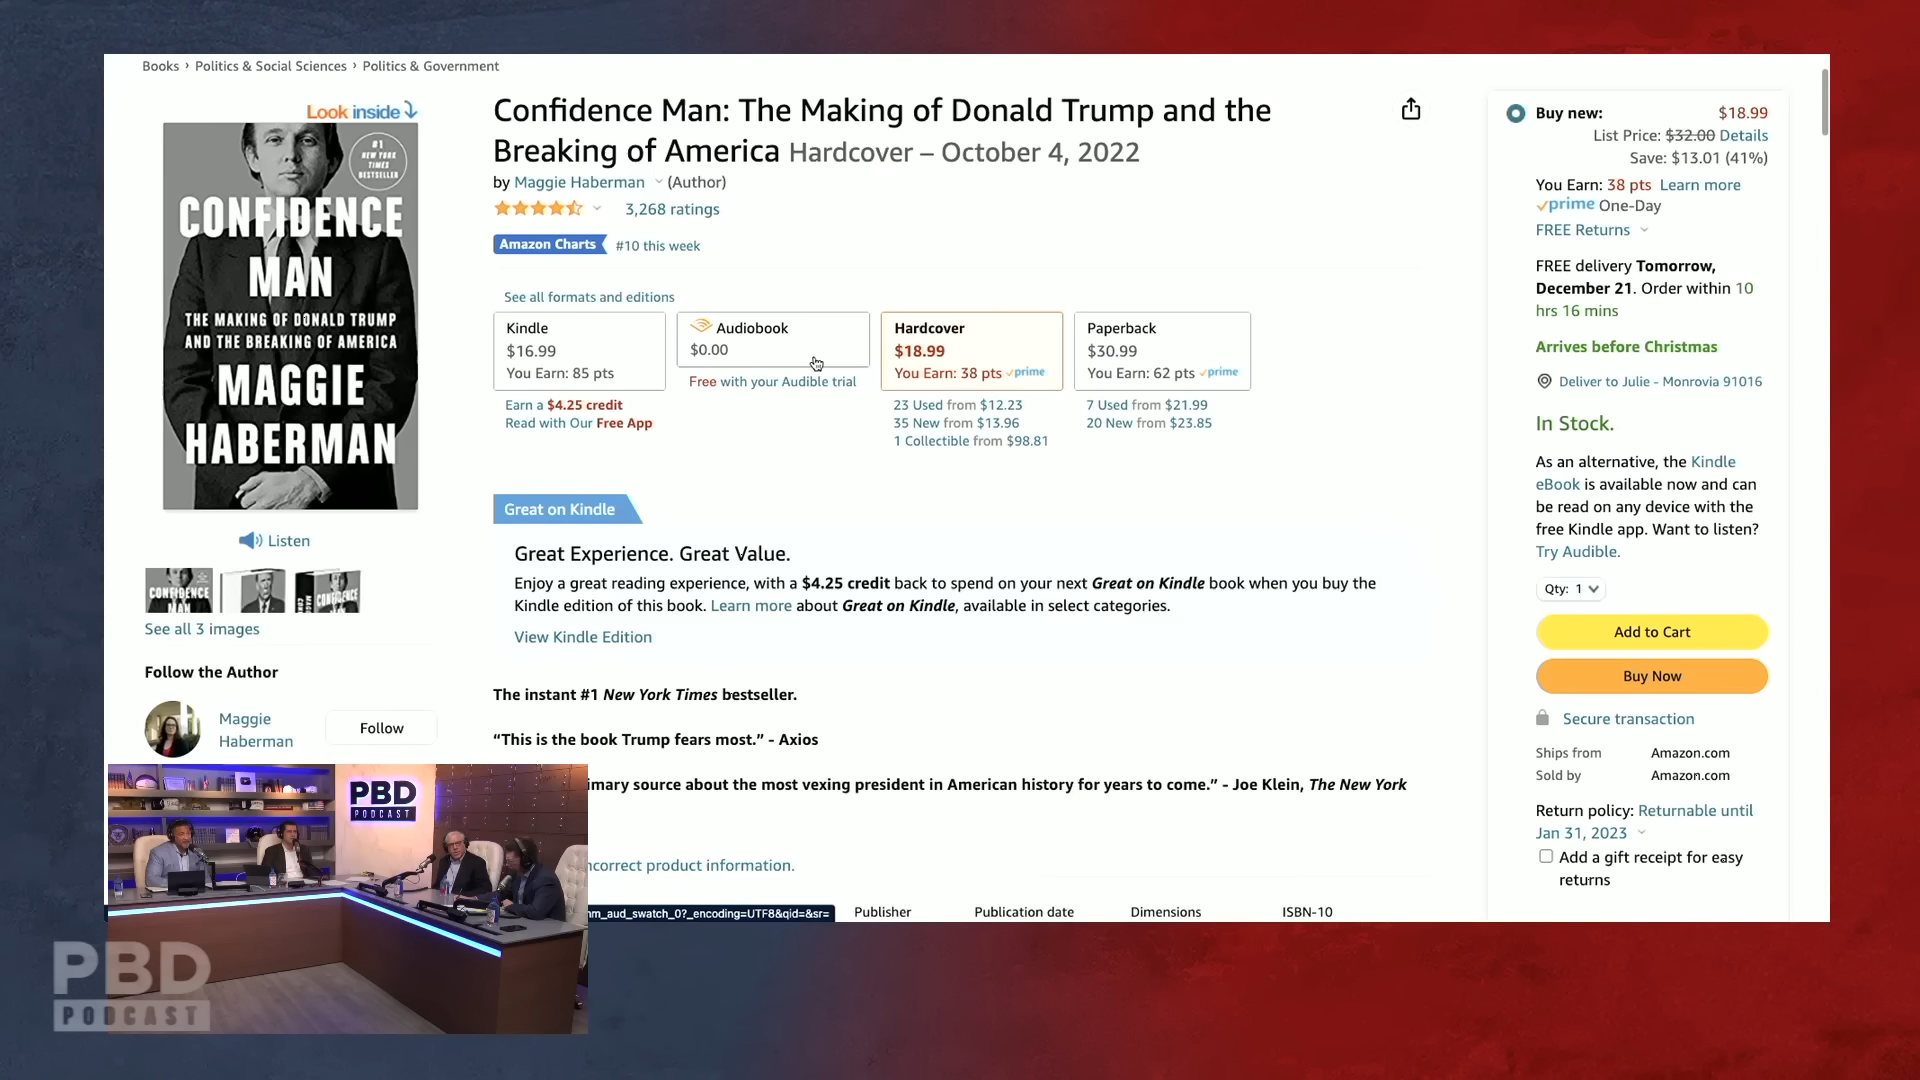 Books › Politics & Social Sciences › Politics & Government
Look inside
#1
NEW YORK
TIMES
BESTSELLER
CONFIDENCE
MAN
THE MAKING OF DONALD TRUMP
AND THE BREAKING OF AMERICA
MAGGIE
HABERMAN
Listen
CONFIDENCE
MAN
See all 3 images
Follow the Author
Maggie
Haberman
Follow
Confidence Man: The Making of Donald Trump and the
Breaking of America Hardcover – October 4, 2022
by Maggie Haberman (Author)
3,268 ratings
Amazon Charts #10 this week
See all formats and editions
Kindle
$16.99
You Earn: 85 pts
Earn a $4.25 credit
Read with Our Free App
Audiobook
$0.00
Free with your Audible trial
Hardcover
$18.99
You Earn: 38 pts prime
23 Used from $12.23
35 New from $13.96
1 Collectible from $98.81
Paperback
$30.99
You Earn: 62 pts prime
7 Used from $21.99
20 New from $23.85
Great on Kindle
Great Experience. Great Value.
Enjoy a great reading experience, with a $4.25 credit back to spend on your next Great on Kindle book when you buy the
Kindle edition of this book. Learn more about Great on Kindle, available in select categories.
View Kindle Edition
The instant #1 New York Times bestseller.
“This is the book Trump fears most.” - Axios
imary source about the most vexing president in American history for years to come.” - Joe Klein, The New York
ncorrect product information.
nm_aud_swatch_0?_encoding=UTF8&qid=&sr=
Publisher
Publication date
Dimensions
ISBN-10
Buy new: $18.99
List Price: $32.00 Details
Save: $13.01 (41%)
You Earn: 38 pts Learn more
prime One-Day
FREE Returns
FREE delivery Tomorrow,
December 21. Order within 10
hrs 16 mins
Arrives before Christmas
Deliver to Julie - Monrovia 91016
In Stock.
As an alternative, the Kindle
eBook is available now and can
be read on any device with the
free Kindle app. Want to listen?
Try Audible.
Qty: 1
Add to Cart
Buy Now
Secure transaction
Ships from Amazon.com
Sold by Amazon.com
Return policy: Returnable until
Jan 31, 2023
Add a gift receipt for easy
returns
PBD
PODCAST
PBD
PODCAST